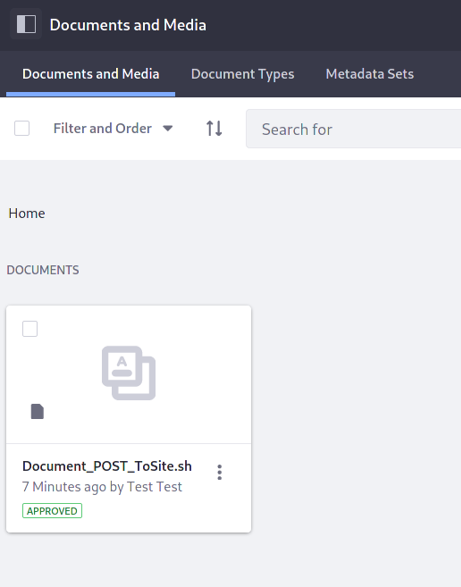 Documents and Media
Documents and Media Document Types Metadata Sets
Filter and Order Search for
Home
DOCUMENTS
A
Document_POST_ToSite.sh
7 Minutes ago by Test Test
APPROVED